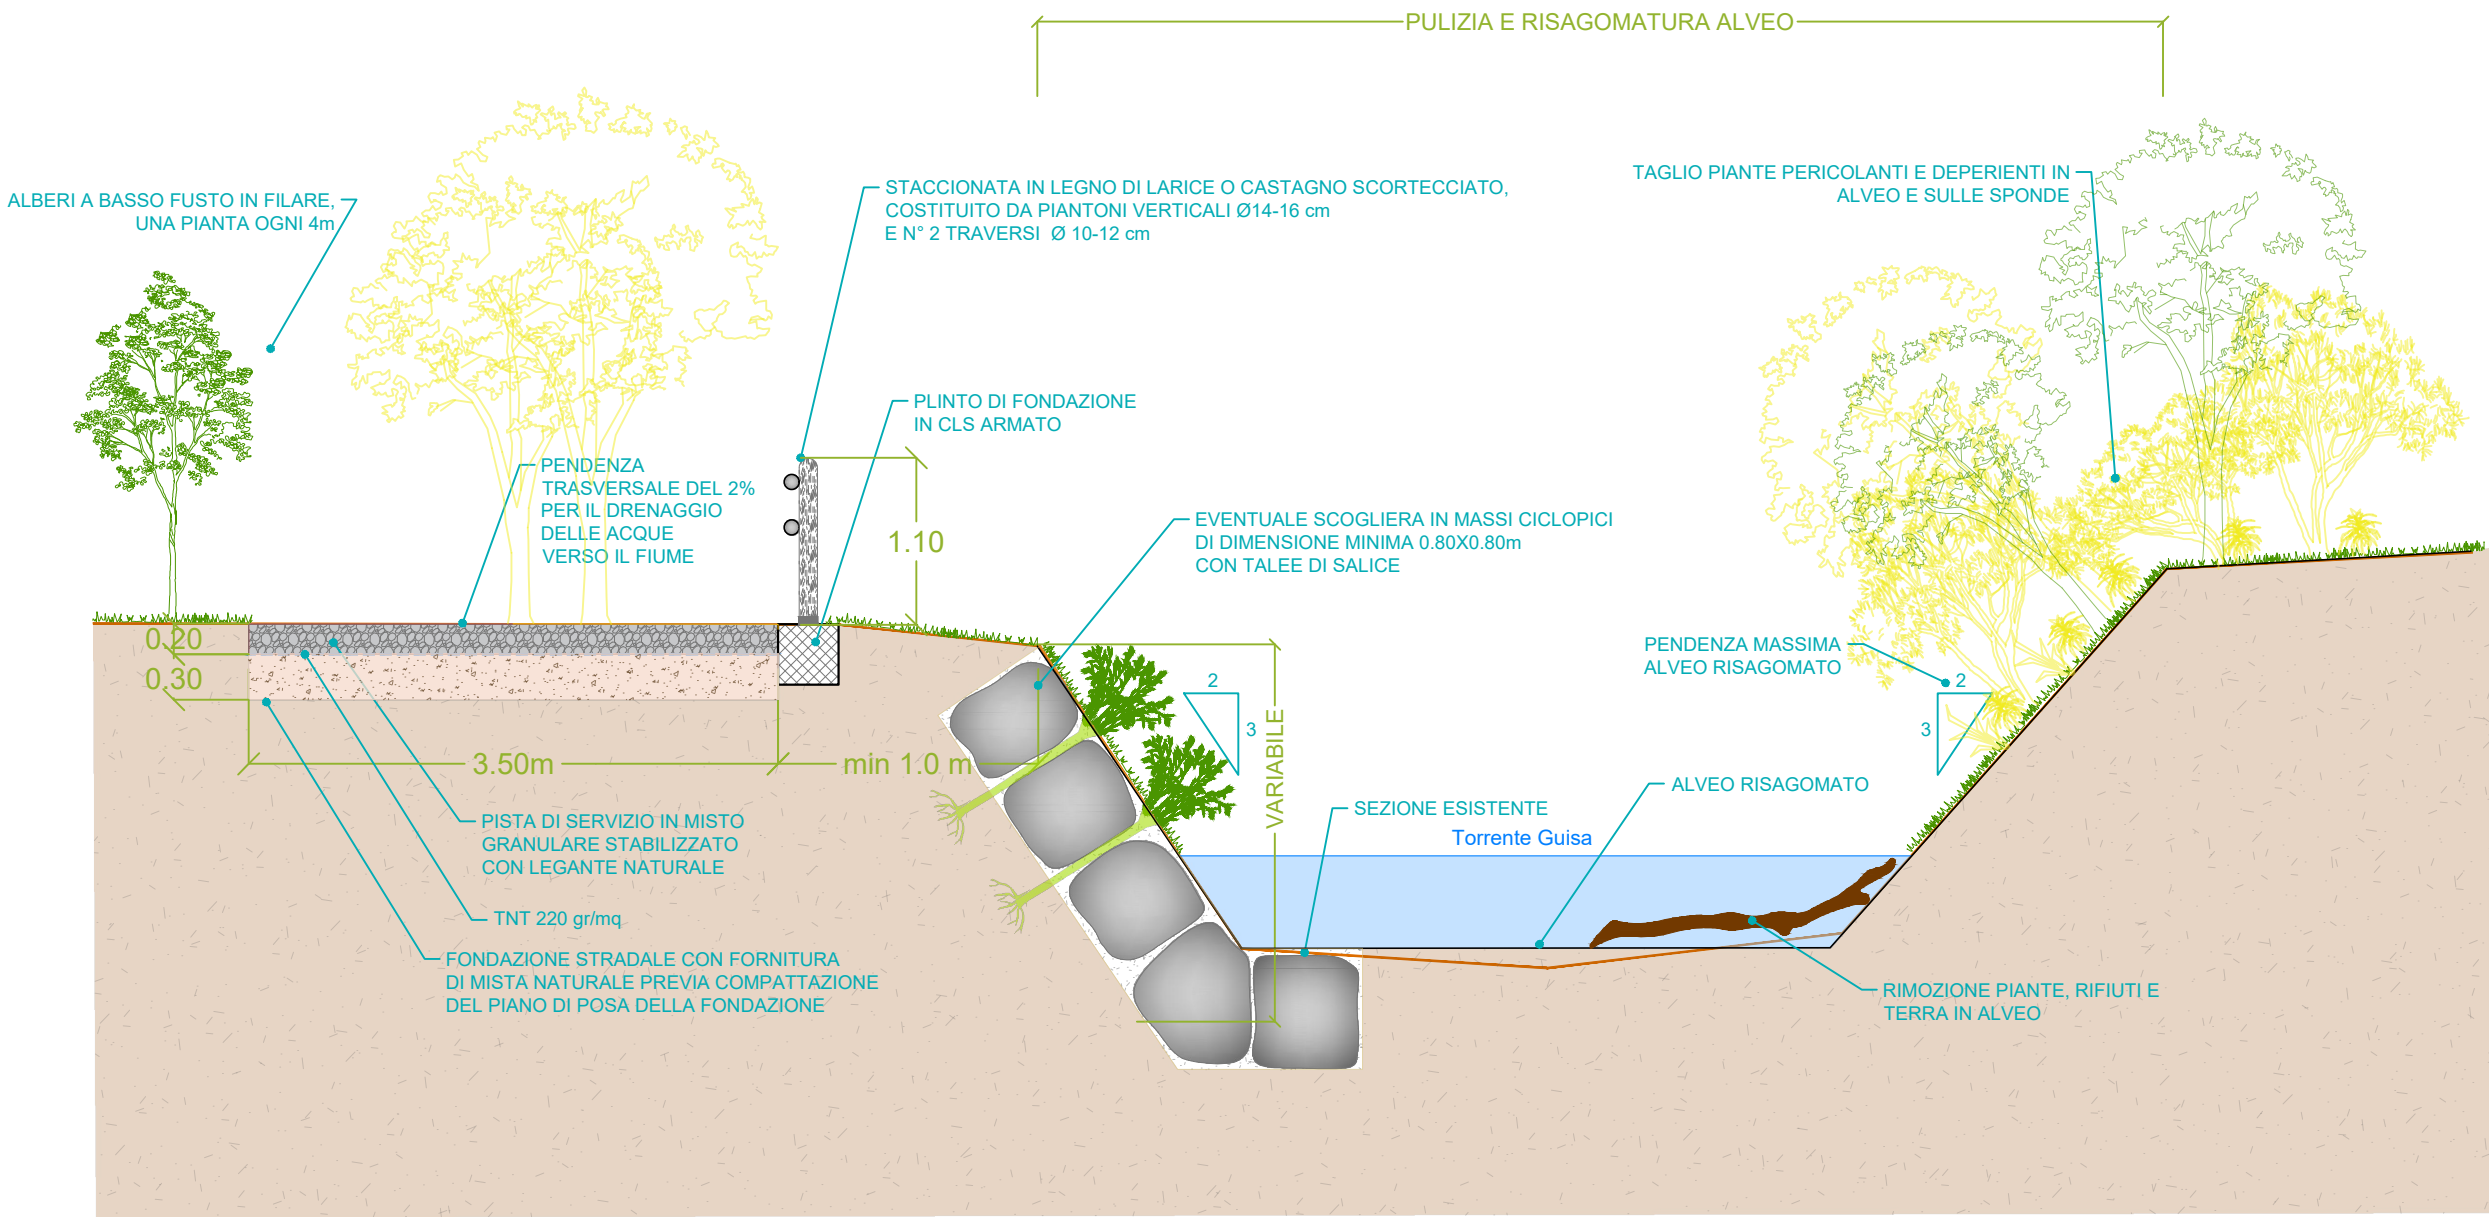 PULIZIA E RISAGOMATURA ALVEO
ALBERI A BASSO FUSTO IN FILARE,
UNA PIANTA OGNI 4m
STACCIONATA IN LEGNO DI LARICE O CASTAGNO SCORTECCIATO,
COSTITUITO DA PIANTONI VERTICALI Ø14-16 cm
E N° 2 TRAVERSI Ø 10-12 cm
TAGLIO PIANTE PERICOLANTI E DEPERIENTI IN
ALVEO E SULLE SPONDE
PLINTO DI FONDAZIONE
IN CLS ARMATO
PENDENZA
TRASVERSALE DEL 2%
PER IL DRENAGGIO
DELLE ACQUE
VERSO IL FIUME
1.10
EVENTUALE SCOGLIERA IN MASSI CICLOPICI
DI DIMENSIONE MINIMA 0.80X0.80m
CON TALEE DI SALICE
0.20
0.30
PENDENZA MASSIMA
ALVEO RISAGOMATO
2
3
2
3
VARIABILE
3.50m
min 1.0 m
ALVEO RISAGOMATO
SEZIONE ESISTENTE
Torrente Guisa
PISTA DI SERVIZIO IN MISTO
GRANULARE STABILIZZATO
CON LEGANTE NATURALE
TNT 220 gr/mq
FONDAZIONE STRADALE CON FORNITURA
DI MISTA NATURALE PREVIA COMPATTAZIONE
DEL PIANO DI POSA DELLA FONDAZIONE
RIMOZIONE PIANTE, RIFIUTI E
TERRA IN ALVEO